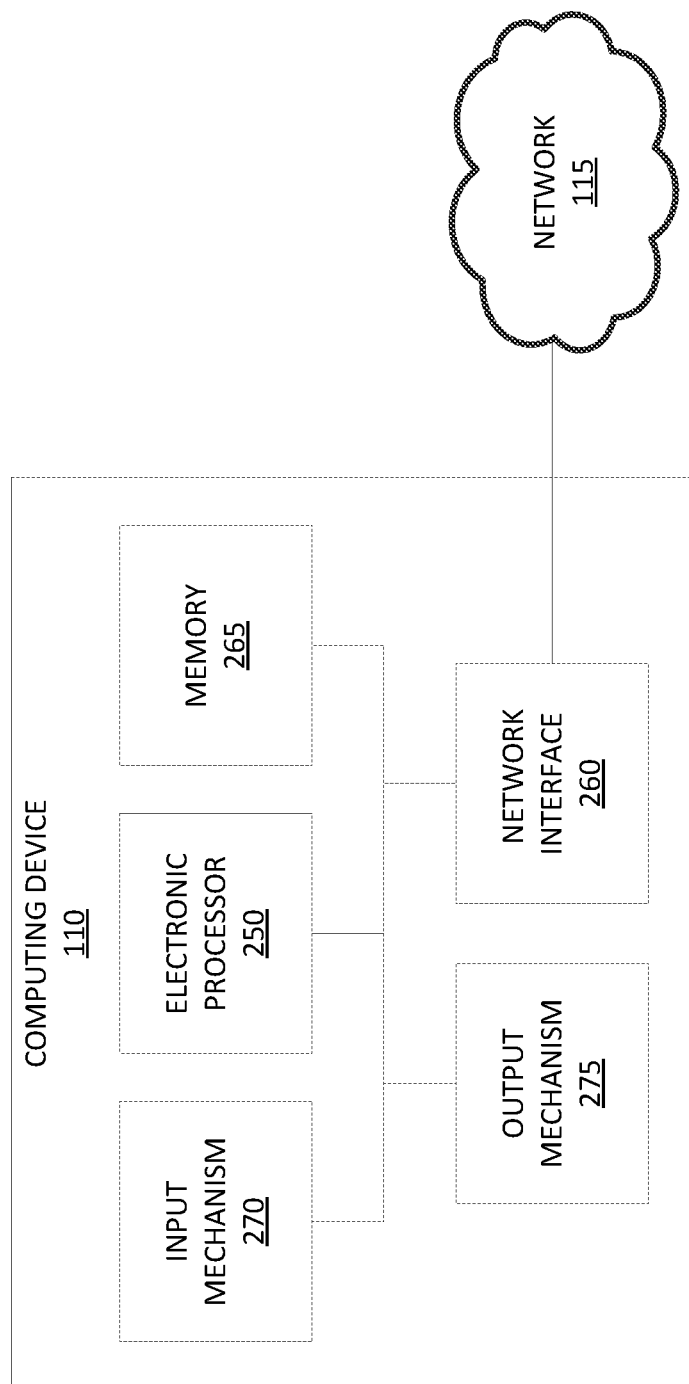 COMPUTING DEVICE
110
INPUT
MECHANISM
270
ELECTRONIC
PROCESSOR
250
MEMORY
265
OUTPUT
MECHANISM
275
NETWORK
INTERFACE
260
NETWORK
115